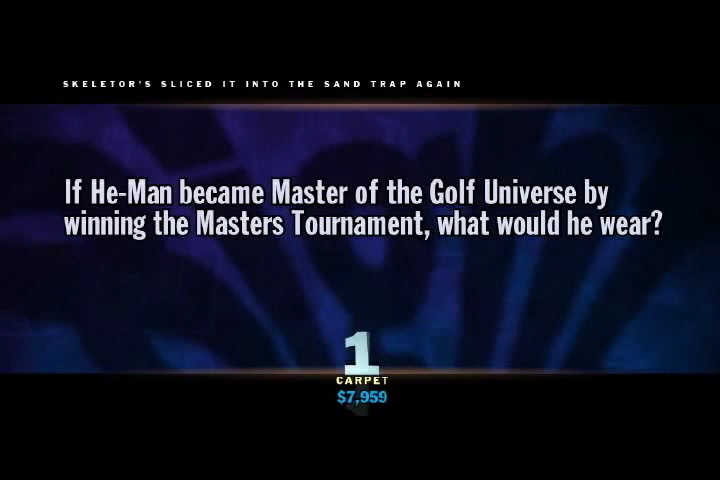 SKELETOR'S SLICED IT INTO THE SAND TRAP AGAIN
If He-Man became Master of the Golf Universe by
winning the Masters Tournament, what would he wear?
1
CARPET
$7,959